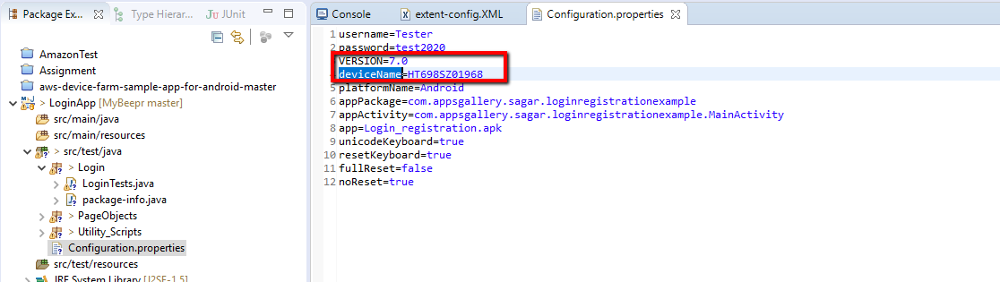 Package Ex... Type Hierar... JU JUnit
AmazonTest
Assignment
aws-device-farm-sample-app-for-android-master
> LoginApp [MyBeepr master]
src/main/java
src/main/resources
> src/test/java
> Login
LoginTests.java
package-info.java
> PageObjects
> Utility_Scripts
Configuration.properties
src/test/resources
JRE System Library [J2SE-1.5]
Console extent-config.XML Configuration.properties
1 username=Tester
2 password=test2020
VERSION=7.0
deviceName=HT698SZ01968
5 platformName=Android
6 appPackage=com.appsgallery.sagar.loginregistrationexample
7 appActivity=com.appsgallery.sagar.loginregistrationexample.MainActivity
8 app=Login_registration.apk
9 unicodeKeyboard=true
10 resetKeyboard=true
11 fullReset=false
12 noReset=true